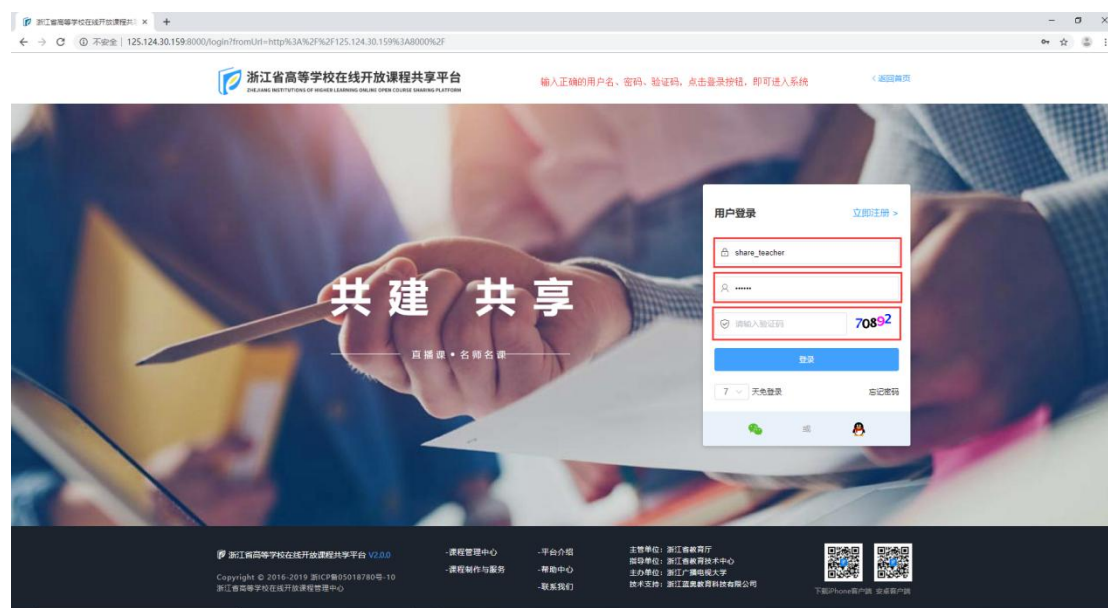 浙江省高等学校在线开放课程共享
不安全 | 125.124.30.159:8000/login?fromUrl=http%3A%2F%2F125.124.30.159%3A8000%2F
浙江省高等学校在线开放课程共享平台
ZHEJIANG INSTITUTIONS OF HIGHER LEARNING ONLINE OPEN COURSE SHARING PLATFORM
输入正确的用户名、密码、验证码，点击登录按钮，即可进入系统
< 返回首页
用户登录
立即注册 >
share_teacher
••••••
请输入验证码
70892
登录
7 天免登录
忘记密码
或
共建 共享
直播课•名师名课
浙江省高等学校在线开放课程共享平台 V2.0.0
Copyright © 2016-2019 浙ICP备05018780号-10
浙江省高等学校在线开放课程管理中心
-课程管理中心
-课程制作与服务
-平台介绍
-帮助中心
-联系我们
主管单位：浙江省教育厅
指导单位：浙江省教育技术中心
主办单位：浙江广播电视大学
技术支持：浙江蓝奥教育科技有限公司
下载iPhone客户端 安卓客户端